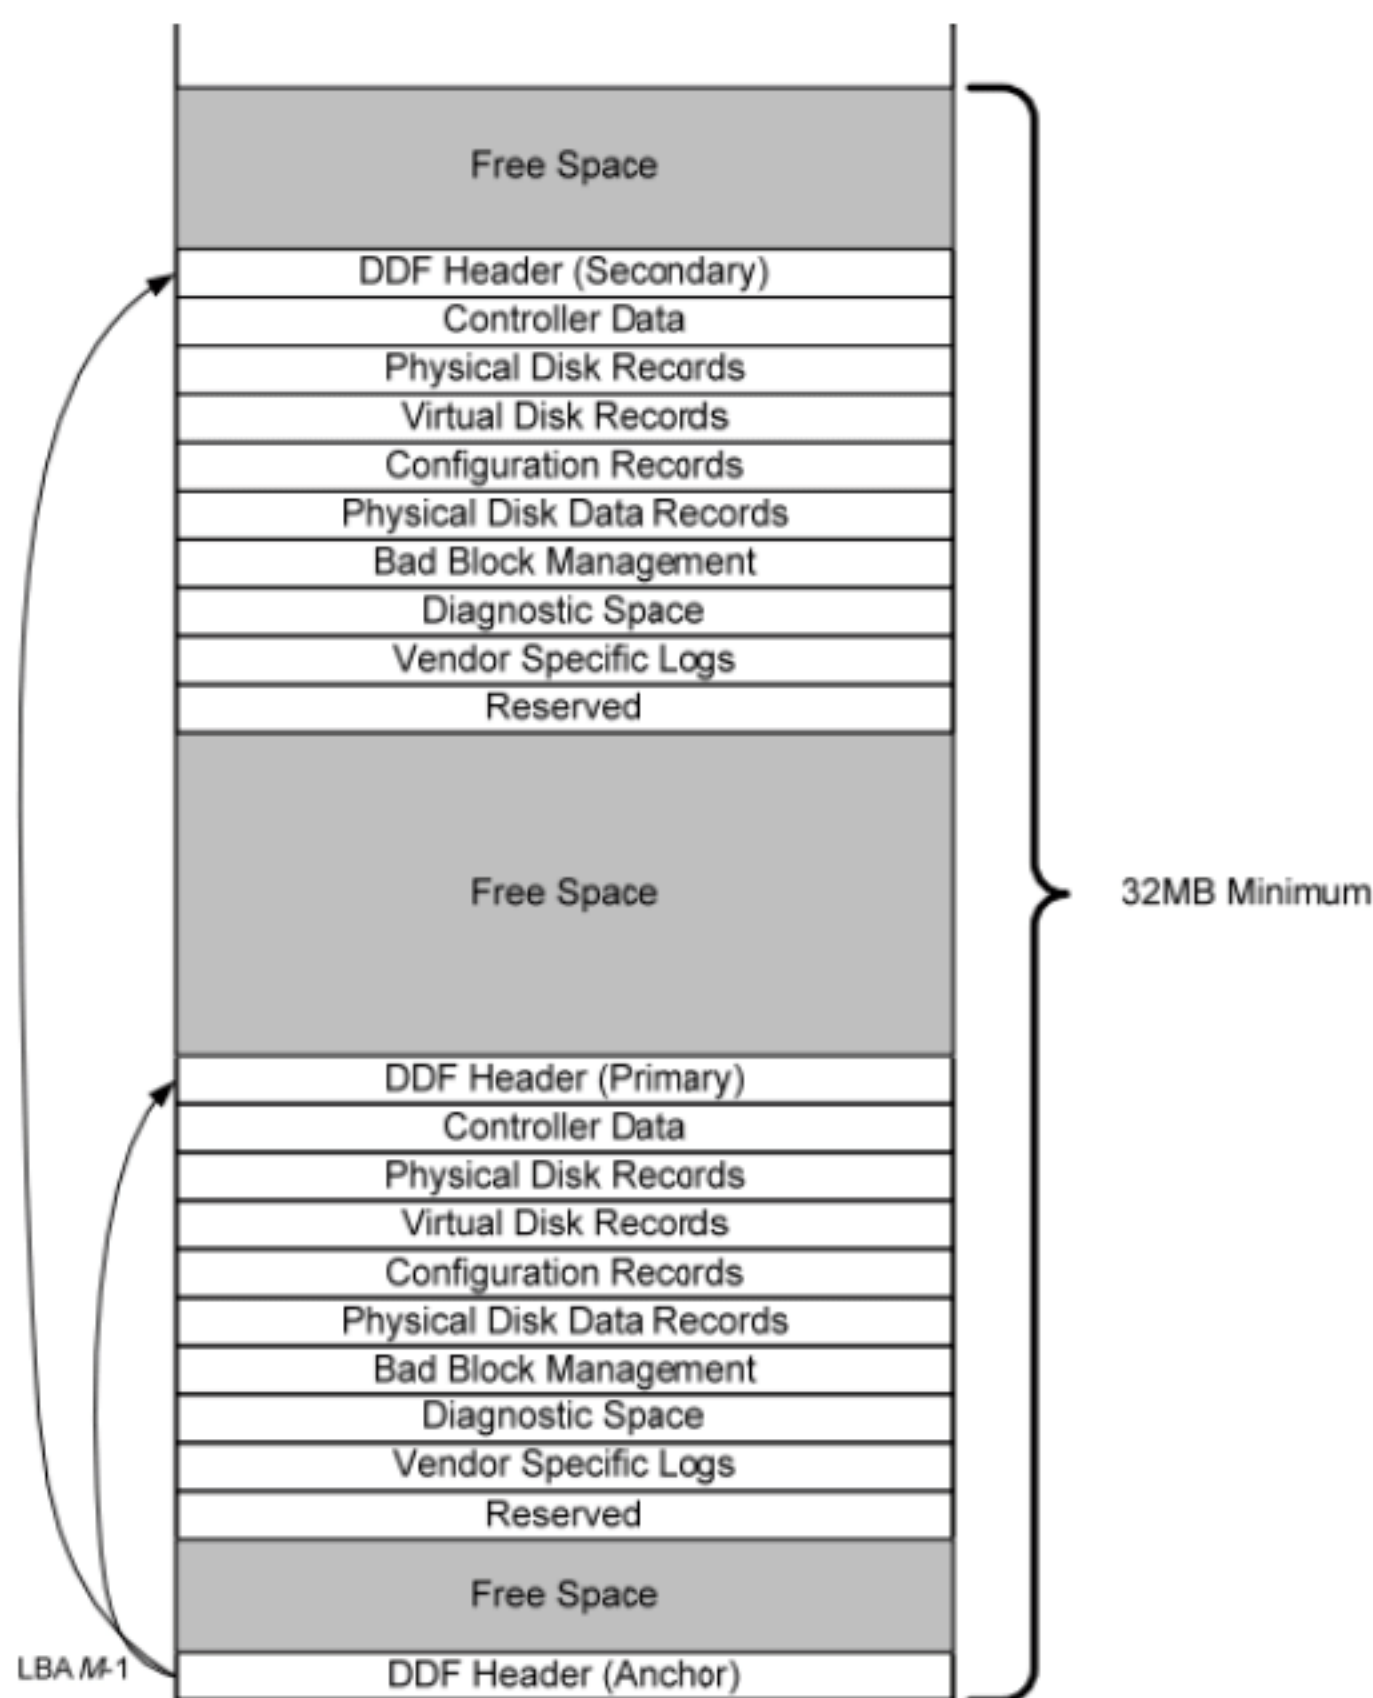 Free Space
DDF Header (Secondary)
Controller Data
Physical Disk Records
Virtual Disk Records
Configuration Records
Physical Disk Data Records
Bad Block Management
Diagnostic Space
Vendor Specific Logs
Reserved
Free Space
32MB Minimum
DDF Header (Primary)
Controller Data
Physical Disk Records
Virtual Disk Records
Configuration Records
Physical Disk Data Records
Bad Block Management
Diagnostic Space
Vendor Specific Logs
Reserved
Free Space
LBA M-1
DDF Header (Anchor)